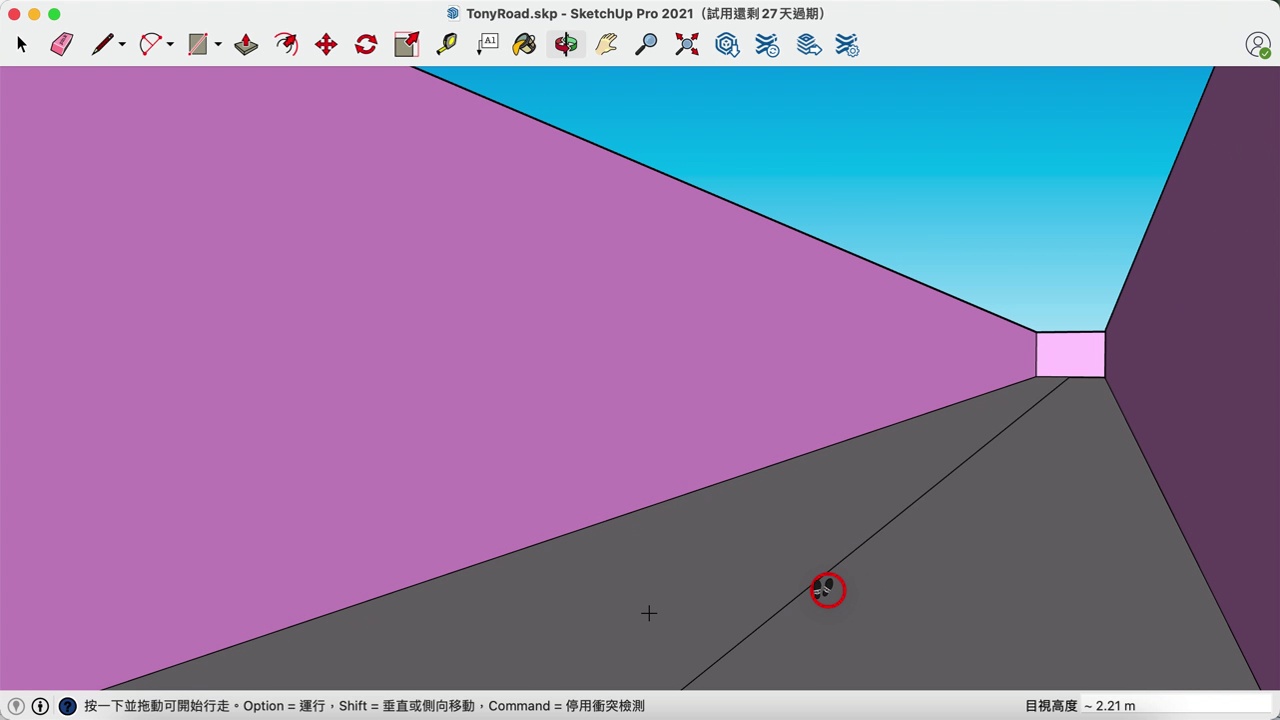 TonyRoad.skp - SketchUp Pro 2021（試用還剩 27 天過期）
A1
按一下並拖動可開始行走。Option = 運行，Shift = 垂直或側向移動，Command = 停用衝突檢測
目視高度 ~ 2.21 m